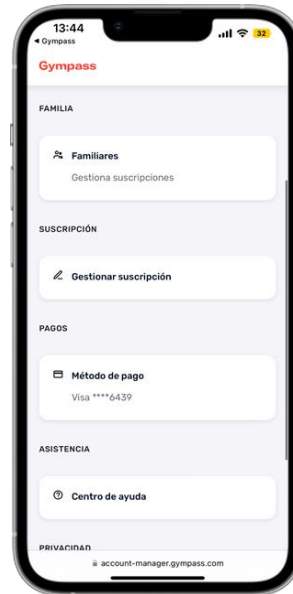 13:44
32
Gympass
Gympass
FAMILIA
Familiares
Gestiona suscripciones
SUSCRIPCIÓN
Gestionar suscripción
PAGOS
Método de pago
Visa ****6439
ASISTENCIA
Centro de ayuda
PRIVACIDAD
account-manager.gympass.com